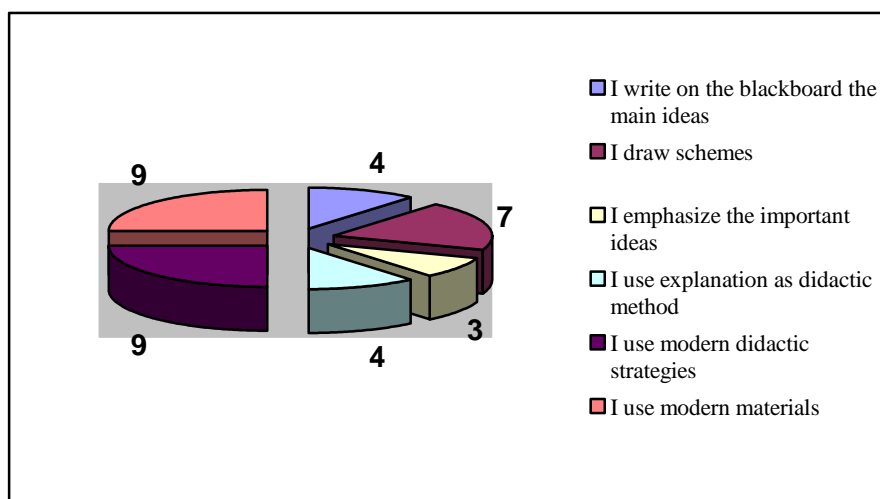 9
4
7
3
4
9
I write on the blackboard the
main ideas
I draw schemes
I emphasize the important
ideas
I use explanation as didactic
method
I use modern didactic
strategies
I use modern materials